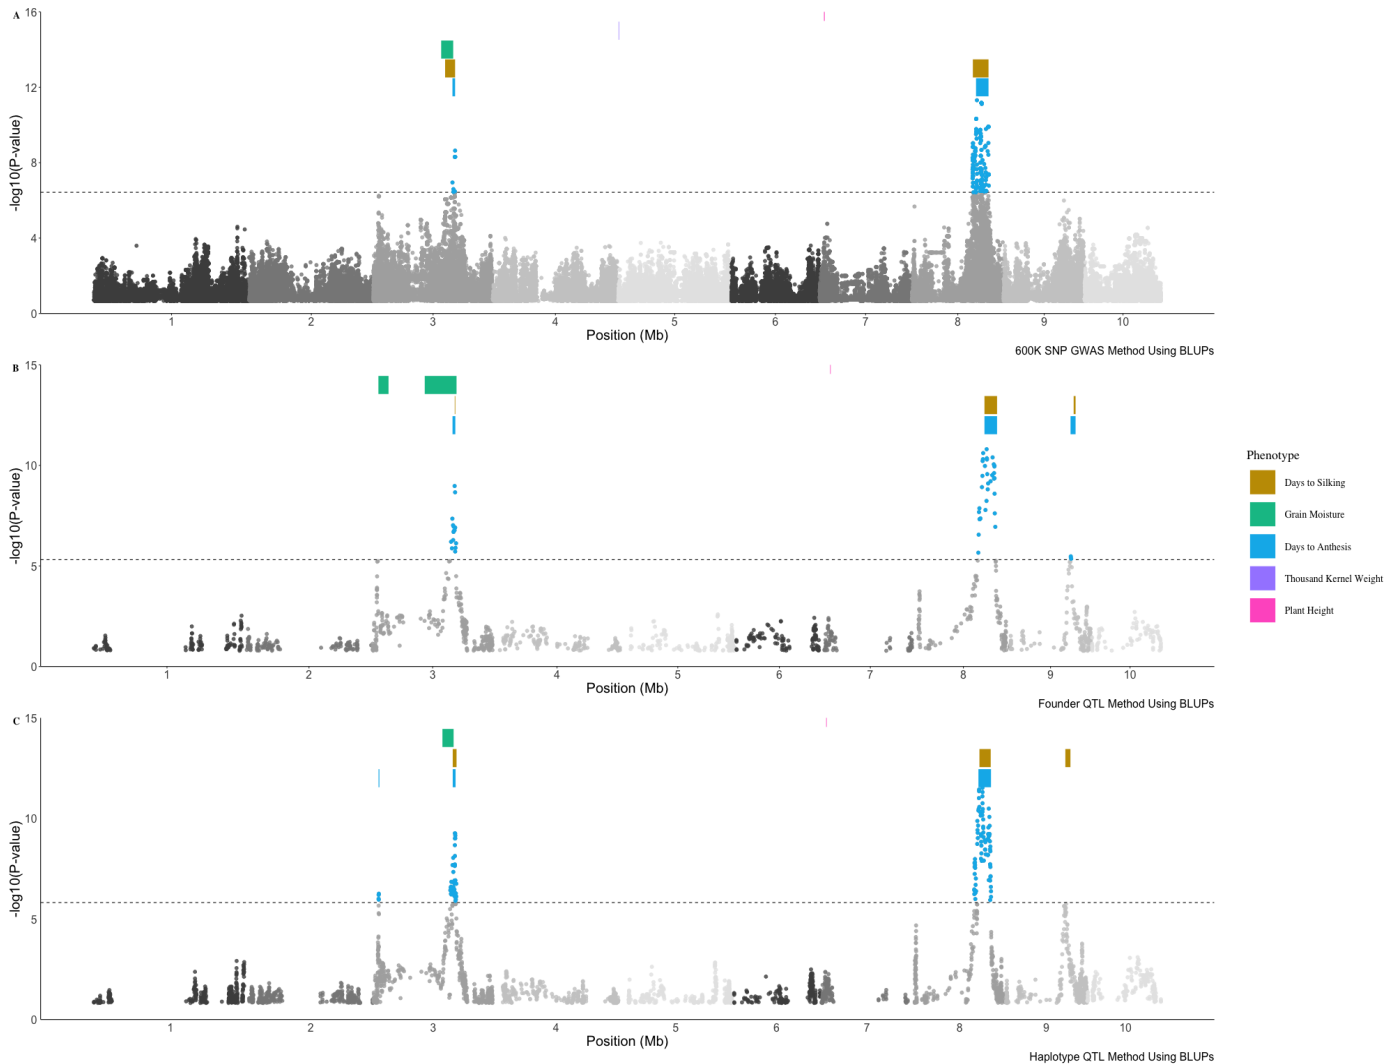 A
16
12
8
4
0
-log10(P-value)
1 2 3 4 5 6 7 8 9 10
Position (Mb)
600K SNP GWAS Method Using BLUPs
B
15
10
5
0
-log10(P-value)
1 2 3 4 5 6 7 8 9 10
Position (Mb)
Founder QTL Method Using BLUPs
Phenotype
Days to Silking
Grain Moisture
Days to Anthesis
Thousand Kernel Weight
Plant Height
C
15
10
5
0
-log10(P-value)
1 2 3 4 5 6 7 8 9 10
Position (Mb)
Haplotype QTL Method Using BLUPs